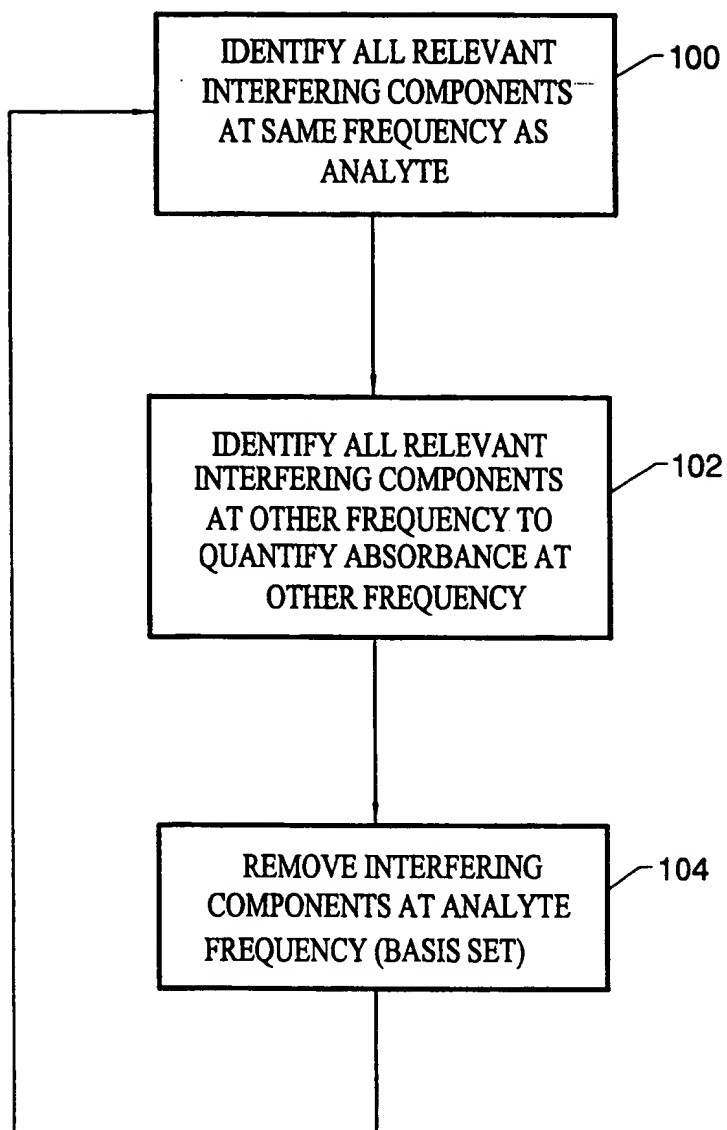 IDENTIFY ALL RELEVANT
INTERFERING COMPONENTS
AT SAME FREQUENCY AS
ANALYTE
100
IDENTIFY ALL RELEVANT
INTERFERING COMPONENTS
AT OTHER FREQUENCY TO
QUANTIFY ABSORBANCE AT
OTHER FREQUENCY
102
REMOVE INTERFERING
COMPONENTS AT ANALYTE
FREQUENCY (BASIS SET)
104